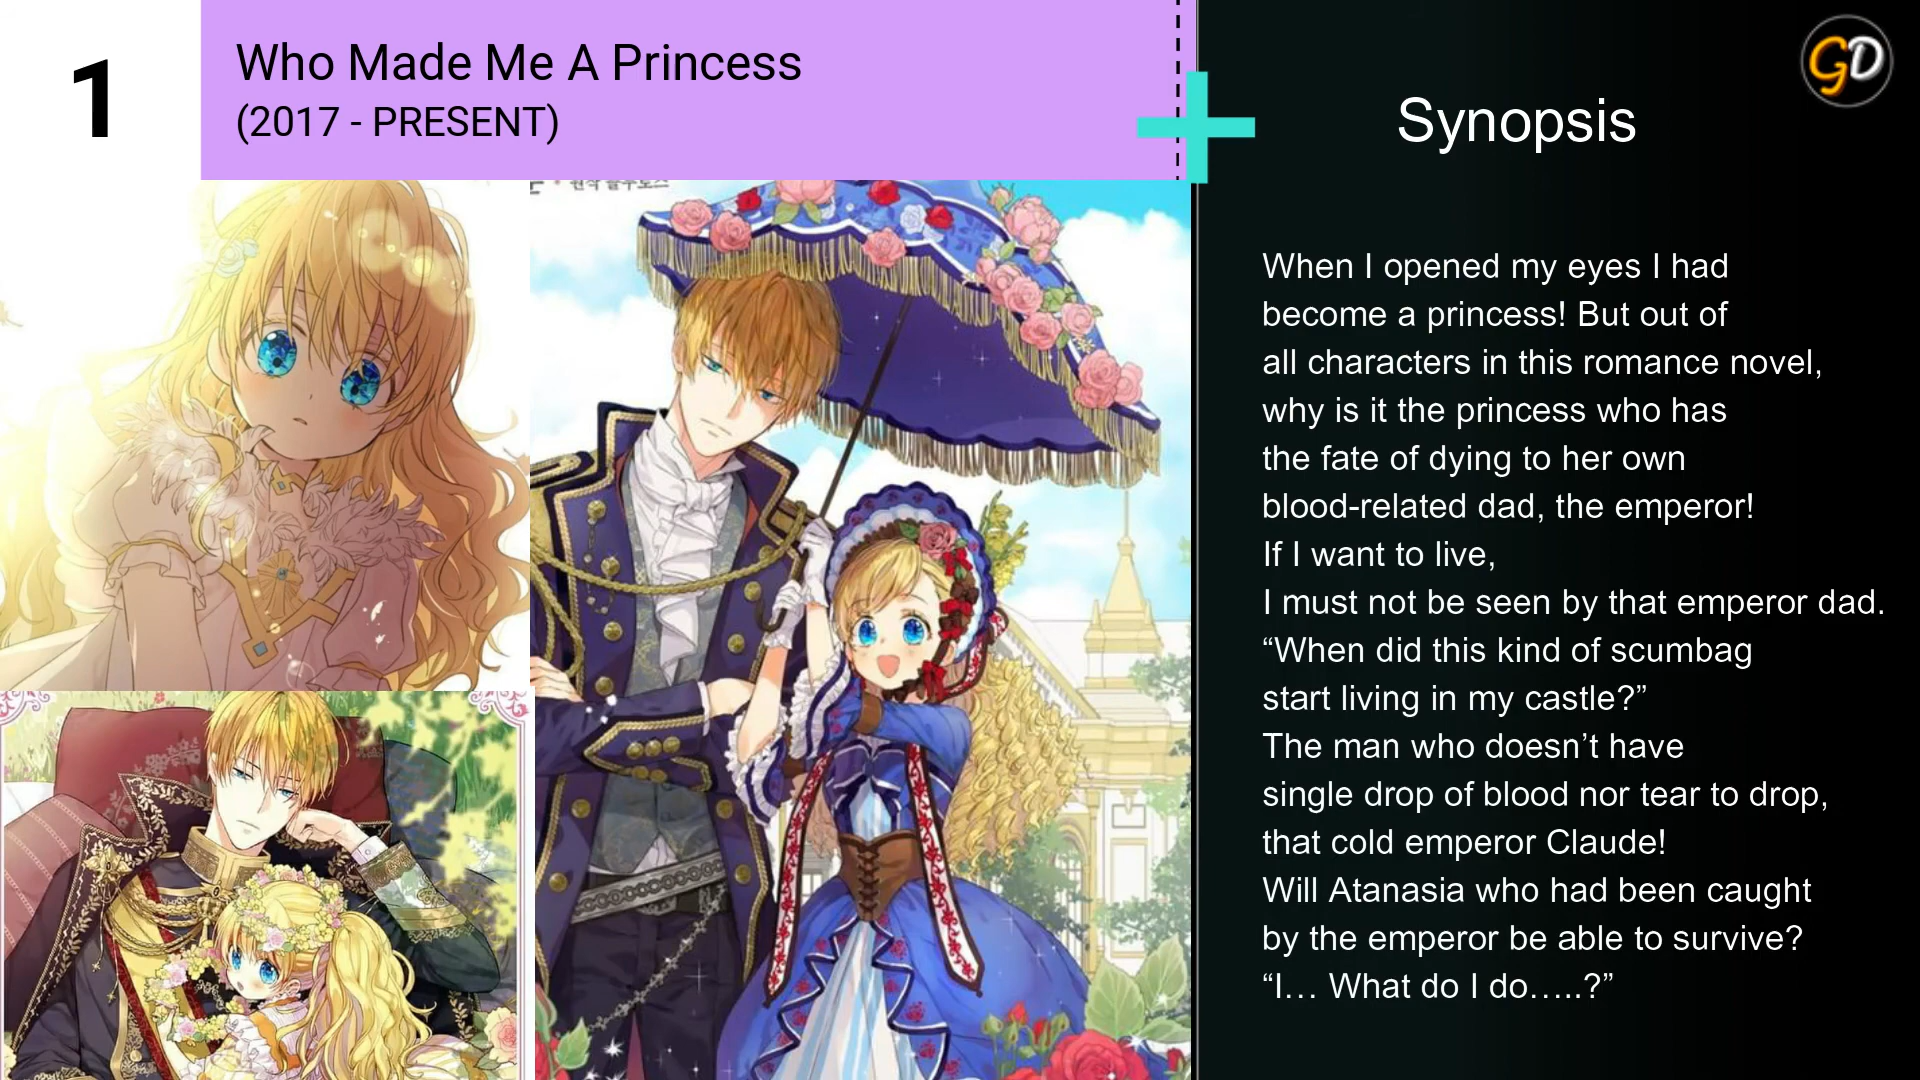 1
Who Made Me A Princess
(2017 - PRESENT)
GD
Synopsis
When I opened my eyes I had
become a princess! But out of
all characters in this romance novel,
why is it the princess who has
the fate of dying to her own
blood-related dad, the emperor!
If I want to live,
I must not be seen by that emperor dad.
“When did this kind of scumbag
start living in my castle?”
The man who doesn’t have
single drop of blood nor tear to drop,
that cold emperor Claude!
Will Atanasia who had been caught
by the emperor be able to survive?
“I… What do I do…..?”